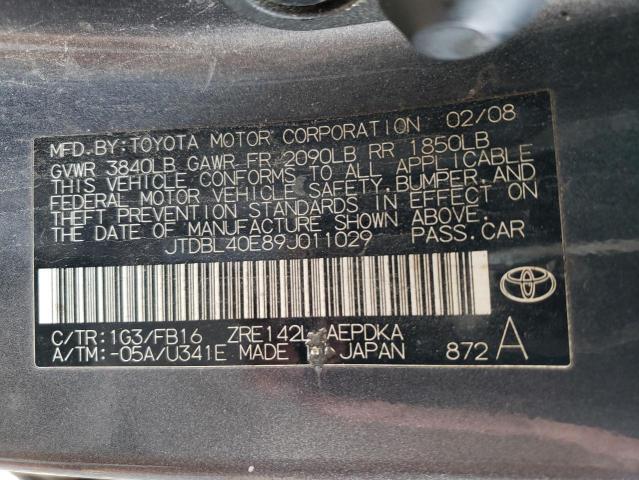 MFD.BY:TOYOTA MOTOR CORPORATION 02/08
GVWR 3840LB GAWR FR 2090LB RR 1850LB
THIS VEHICLE CONFORMS TO ALL APPLICABLE
FEDERAL MOTOR VEHICLE SAFETY,BUMPER,AND
THEFT PREVENTION STANDARDS IN EFFECT ON
THE DATE OF MANUFACTURE SHOWN ABOVE.
JTDBL40E89J011029 PASS.CAR
C/TR:1G3/FB16 ZRE142L-AEPDKA
A/TM:-05A/U341E MADE IN JAPAN 872 A